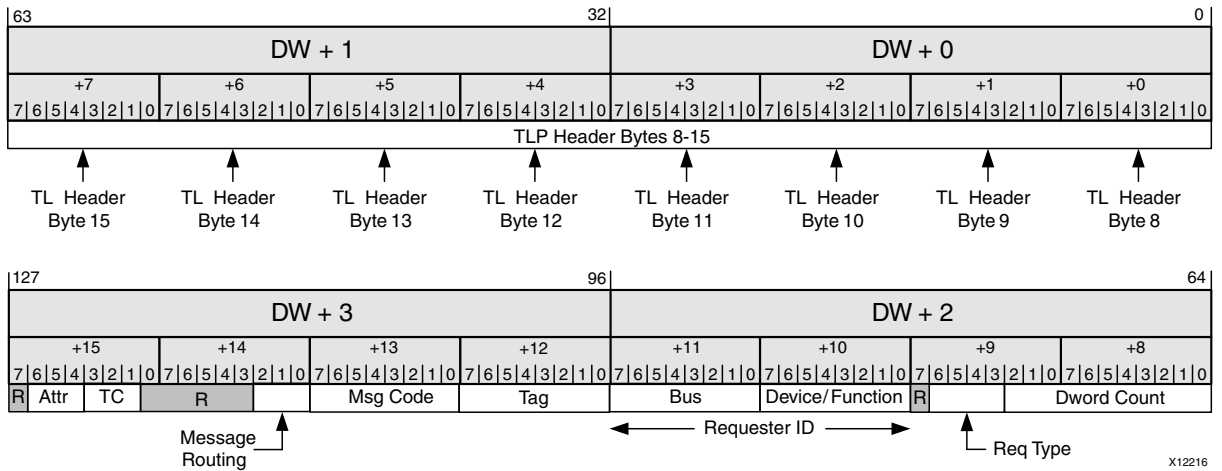 63 32 0
DW + 1 DW + 0
+7 +6 +5 +4 +3 +2 +1 +0
7 6 5 4 3 2 1 0 7 6 5 4 3 2 1 0 7 6 5 4 3 2 1 0 7 6 5 4 3 2 1 0 7 6 5 4 3 2 1 0 7 6 5 4 3 2 1 0 7 6 5 4 3 2 1 0 7 6 5 4 3 2 1 0
TLP Header Bytes 8-15
TL Header TL Header TL Header TL Header TL Header TL Header TL Header TL Header
Byte 15 Byte 14 Byte 13 Byte 12 Byte 11 Byte 10 Byte 9 Byte 8
127 96 64
DW + 3 DW + 2
+15 +14 +13 +12 +11 +10 +9 +8
7 6 5 4 3 2 1 0 7 6 5 4 3 2 1 0 7 6 5 4 3 2 1 0 7 6 5 4 3 2 1 0 7 6 5 4 3 2 1 0 7 6 5 4 3 2 1 0 7 6 5 4 3 2 1 0 7 6 5 4 3 2 1 0
R Attr TC R Msg Code Tag Bus Device/Function R Dword Count
Message Requester ID
Routing Req Type
X12216